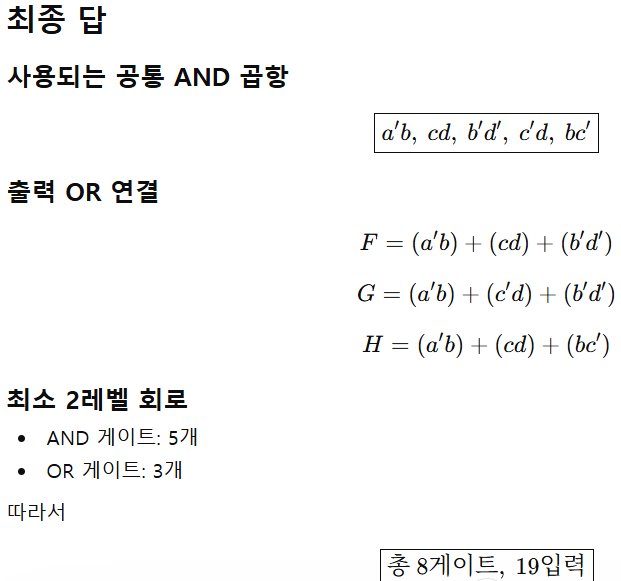 최종 답
사용되는 공통 AND 곱항
a′b, cd, b′d′, c′d, bc′
출력 OR 연결
F = (a′b) + (cd) + (b′d′)
G = (a′b) + (c′d) + (b′d′)
H = (a′b) + (cd) + (bc′)
최소 2레벨 회로
• AND 게이트: 5개
• OR 게이트: 3개
따라서
총 8게이트, 19입력